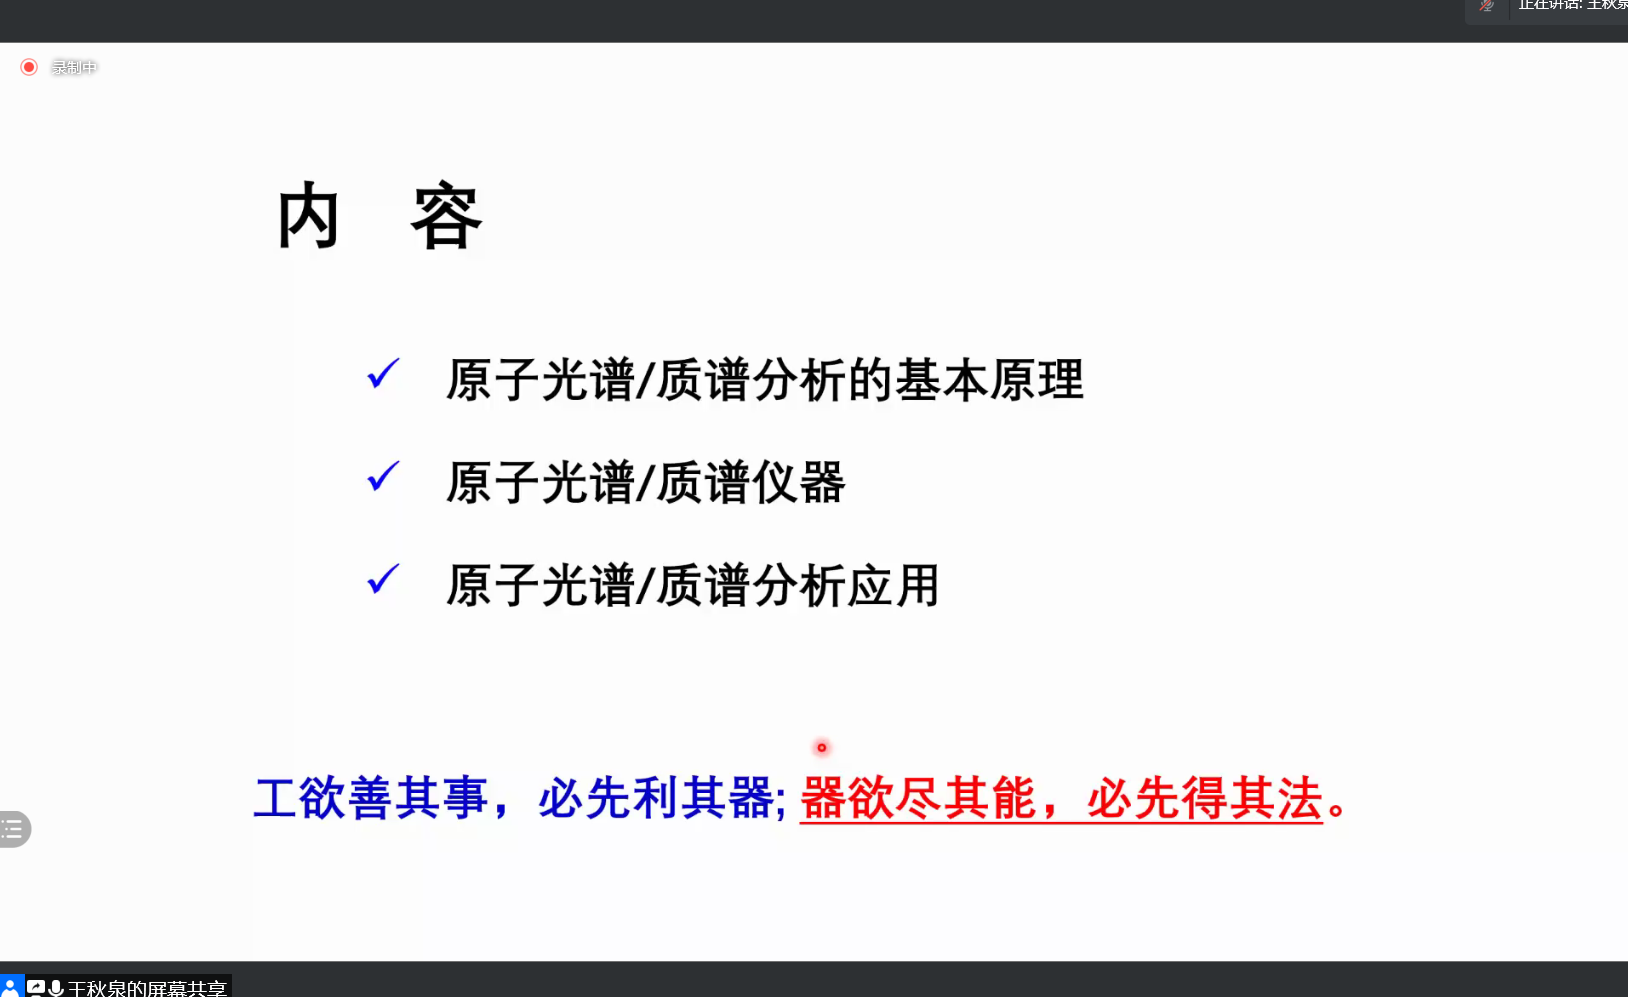 正在讲话: 王秋泉
录制中
内 容
✓ 原子光谱/质谱分析的基本原理
✓ 原子光谱/质谱仪器
✓ 原子光谱/质谱分析应用
工欲善其事，必先利其器; 器欲尽其能，必先得其法。
王秋泉的屏幕共享